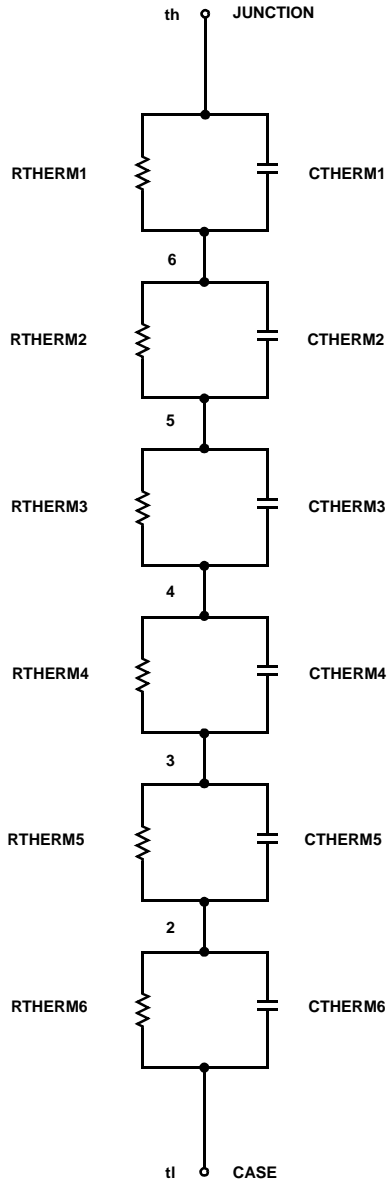 th JUNCTION
RTHERM1 CTHERM1
6
RTHERM2 CTHERM2
5
RTHERM3 CTHERM3
4
RTHERM4 CTHERM4
3
RTHERM5 CTHERM5
2
RTHERM6 CTHERM6
tl CASE